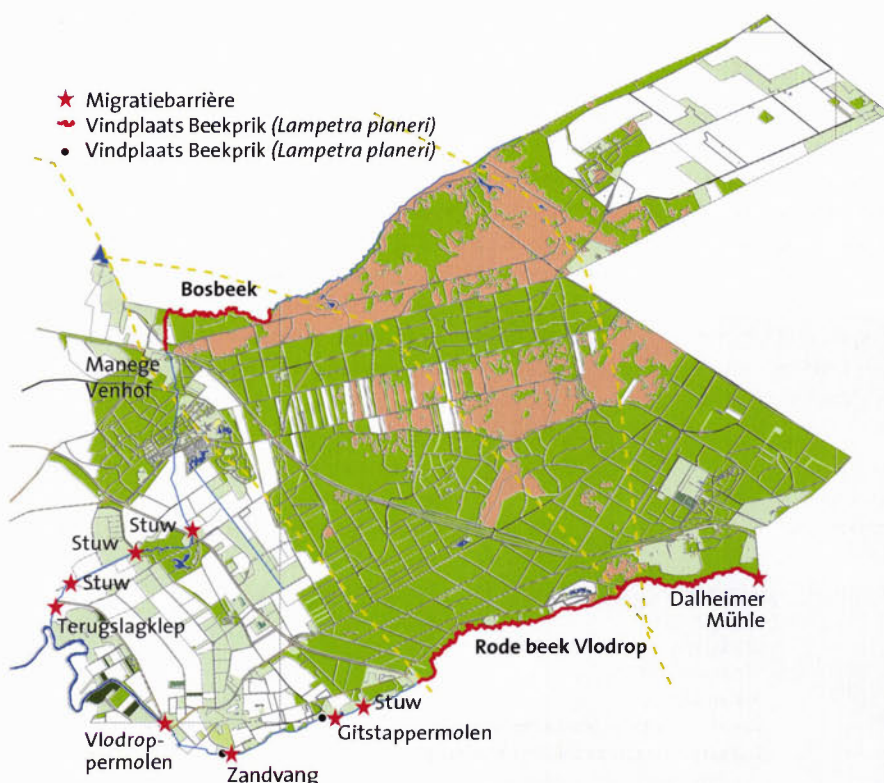 Migratiebarrière
Vindplaats Beekprik (Lampetra planeri)
Vindplaats Beekprik (Lampetra planeri)
Bosbeek
Manege
Venhof
Stuw
Stuw
Stuw
Terugslagklep
Dalheimer
Mühle
Rode beek Vlodrop
Stuw
Gitstappermolen
Vlodrop-
permolen
Zandvang